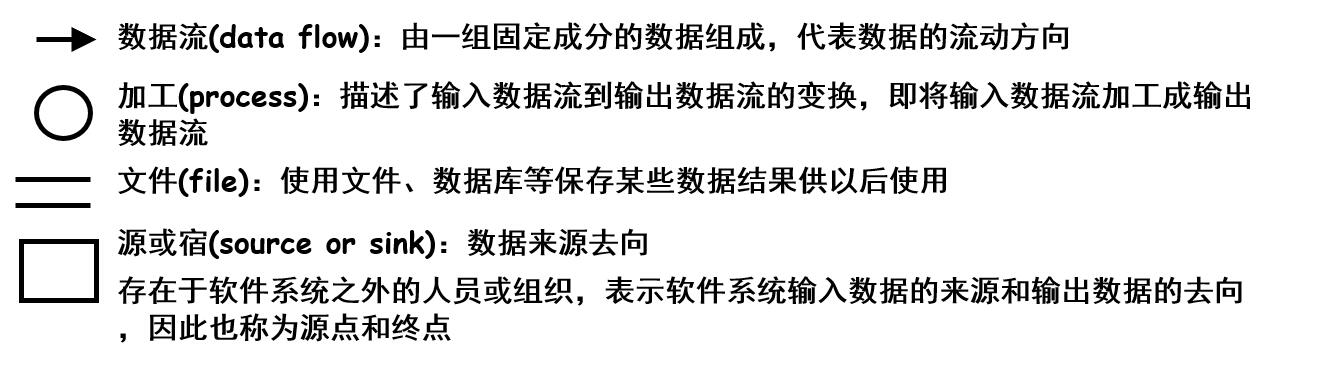 数据流(data flow)：由一组固定成分的数据组成，代表数据的流动方向
加工(process)：描述了输入数据流到输出数据流的变换，即将输入数据流加工成输出
数据流
文件(file)：使用文件、数据库等保存某些数据结果供以后使用
源或宿(source or sink)：数据来源去向
存在于软件系统之外的人员或组织，表示软件系统输入数据的来源和输出数据的去向
，因此也称为源点和终点